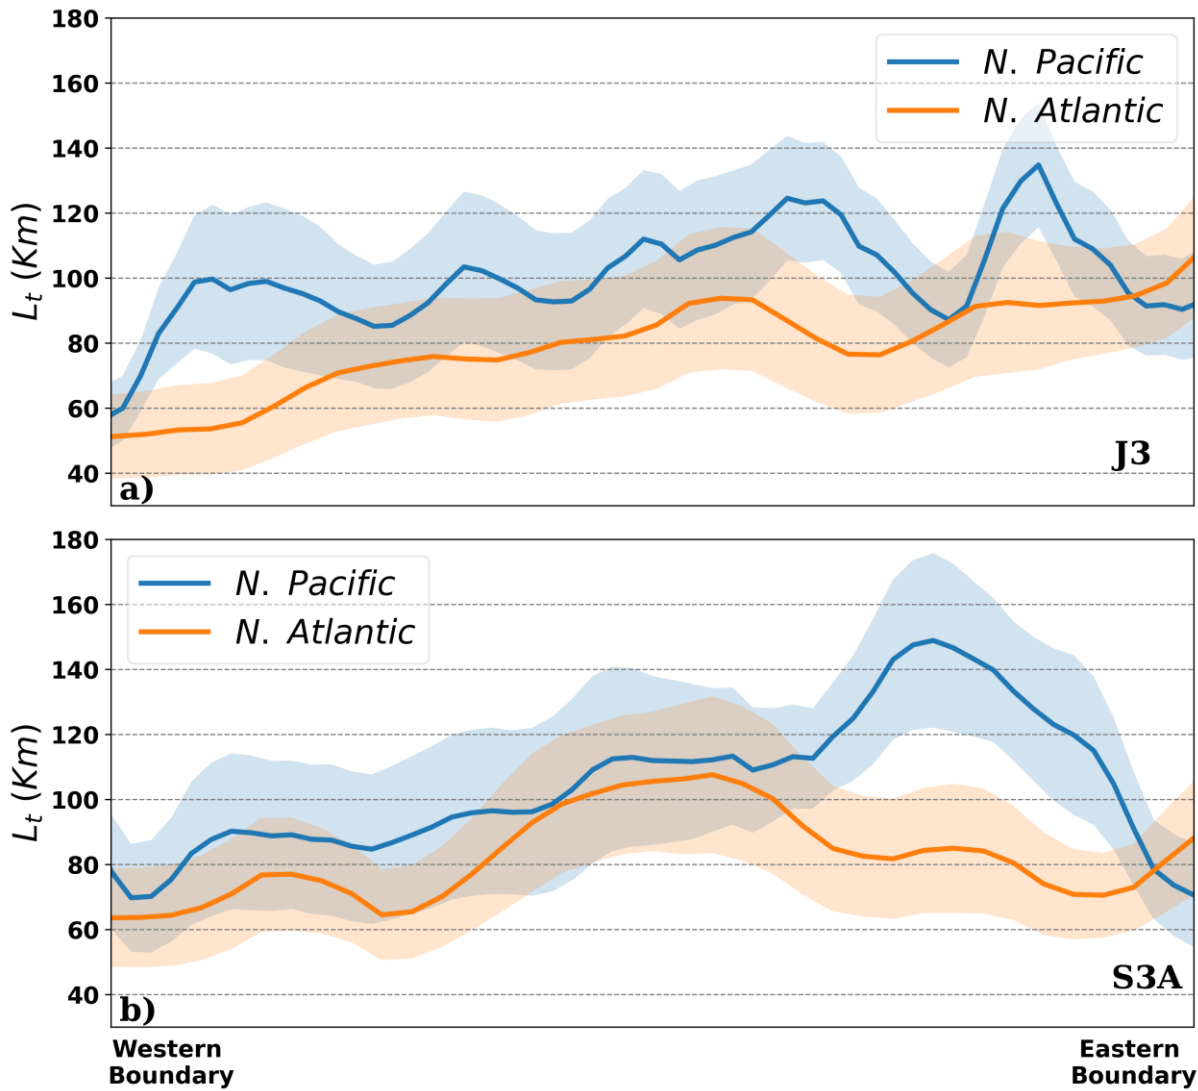 180
160
140
120
100
80
60
40
L_t (Km)
N. Pacific
N. Atlantic
J3
a)
180
160
140
120
100
80
60
40
L_t (Km)
N. Pacific
N. Atlantic
S3A
b)
Western
Boundary
Eastern
Boundary